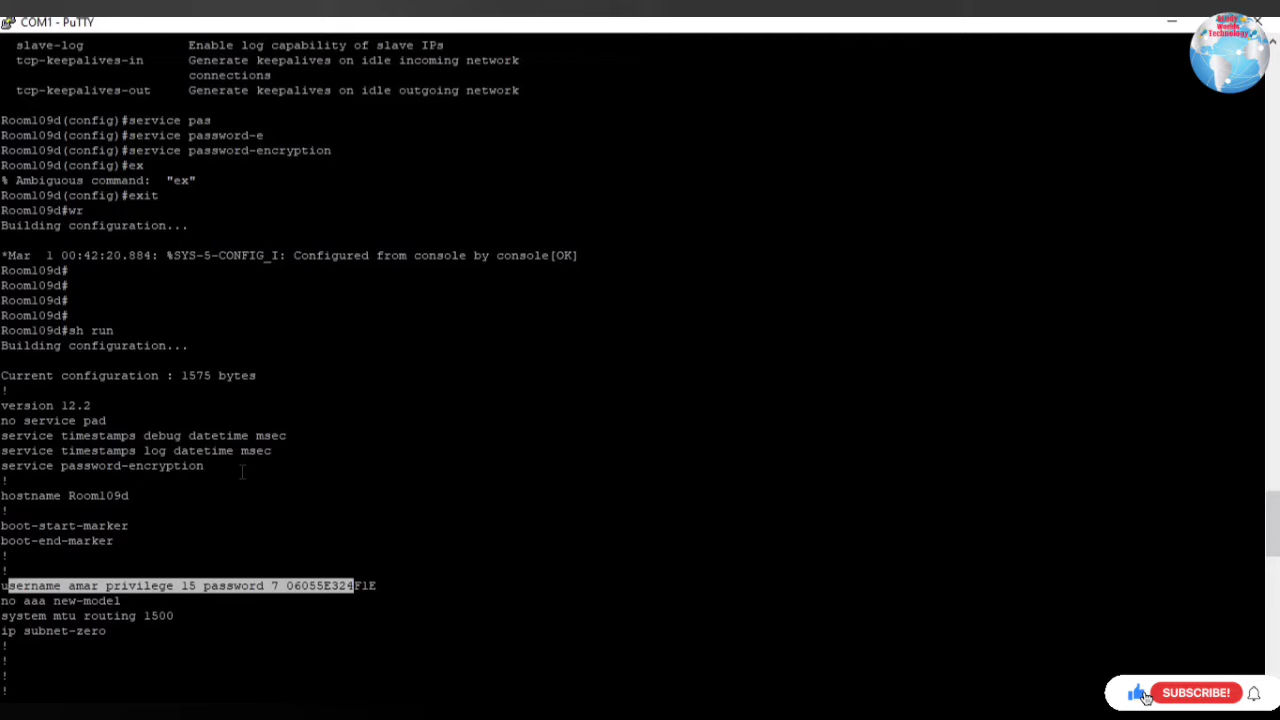 COM1 - PuTTY
Study
Worlds
Technology
slave-log Enable log capability of slave IPs
tcp-keepalives-in Generate keepalives on idle incoming network
connections
tcp-keepalives-out Generate keepalives on idle outgoing network
Room109d(config)#service pas
Room109d(config)#service password-e
Room109d(config)#service password-encryption
Room109d(config)#ex
% Ambiguous command: "ex"
Room109d(config)#exit
Room109d#wr
Building configuration...
*Mar 1 00:42:20.884: %SYS-5-CONFIG_I: Configured from console by console[OK]
Room109d#
Room109d#
Room109d#
Room109d#
Room109d#sh run
Building configuration...
Current configuration : 1575 bytes
!
version 12.2
no service pad
service timestamps debug datetime msec
service timestamps log datetime msec
service password-encryption
!
hostname Room109d
!
boot-start-marker
boot-end-marker
!
!
username amar privilege 15 password 7 06055E324F1E
no aaa new-model
system mtu routing 1500
ip subnet-zero
!
!
!
!
SUBSCRIBE!